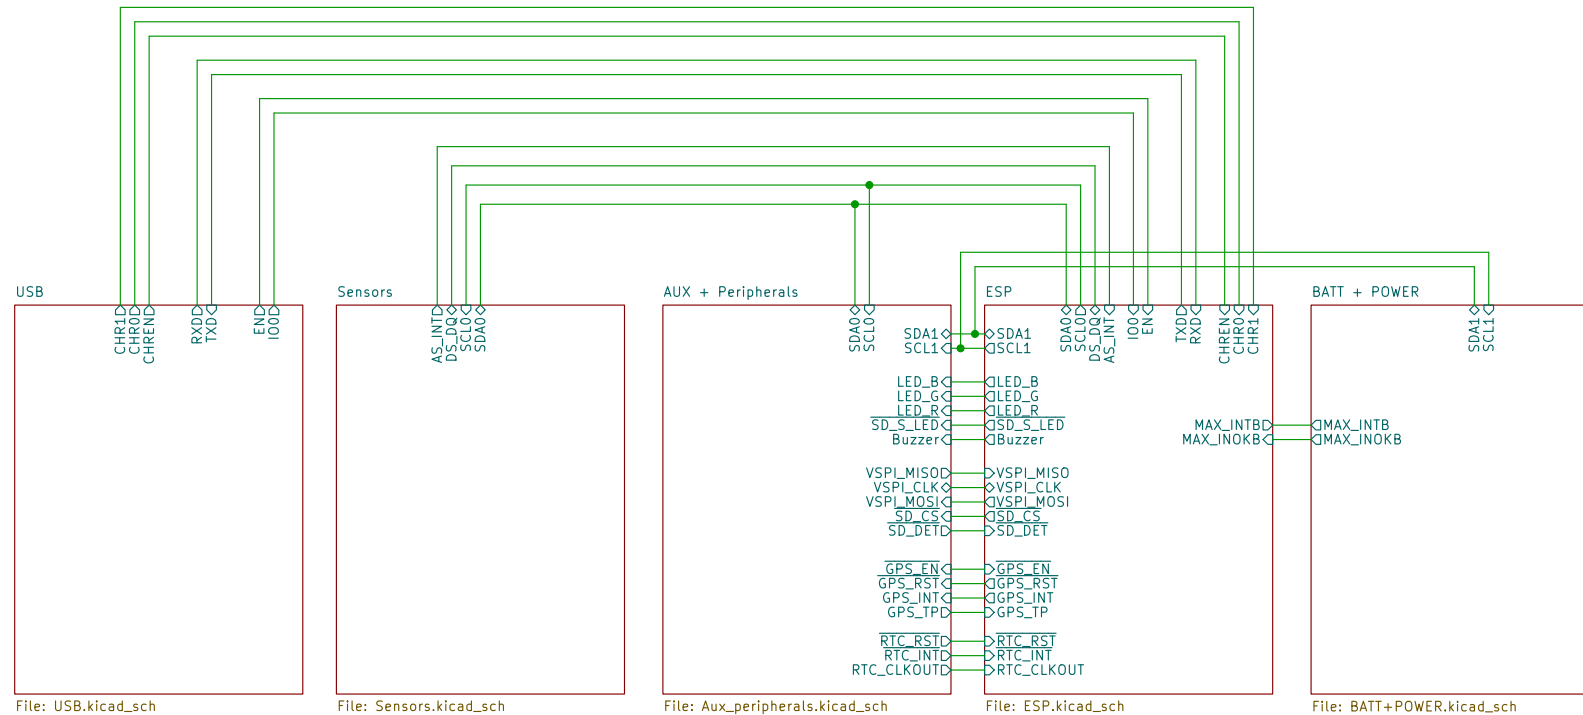 USB
CHR1
CHR0
CHREN
RXD
TXD
EN
IO0
File: USB.kicad_sch
Sensors
AS_INT
DS_DQ
SCL0
SDA0
File: Sensors.kicad_sch
AUX + Peripherals
SDA0
SCL0
SDA1
SCL1
LED_B
LED_G
LED_R
SD_S_LED
Buzzer
VSPI_MISO
VSPI_CLK
VSPI_MOSI
SD_CS
SD_DET
GPS_EN
GPS_RST
GPS_INT
GPS_TP
RTC_RST
RTC_INT
RTC_CLKOUT
File: Aux_peripherals.kicad_sch
ESP
SDA0
SCL0
DS_DQ
AS_INT
IO0
EN
TXD
RXD
CHREN
CHR0
CHR1
SDA1
SCL1
LED_B
LED_G
LED_R
SD_S_LED
Buzzer
VSPI_MISO
VSPI_CLK
VSPI_MOSI
SD_CS
SD_DET
GPS_EN
GPS_RST
GPS_INT
GPS_TP
RTC_RST
RTC_INT
RTC_CLKOUT
MAX_INTB
MAX_INOKB
File: ESP.kicad_sch
BATT + POWER
SDA1
SCL1
MAX_INTB
MAX_INOKB
File: BATT+POWER.kicad_sch